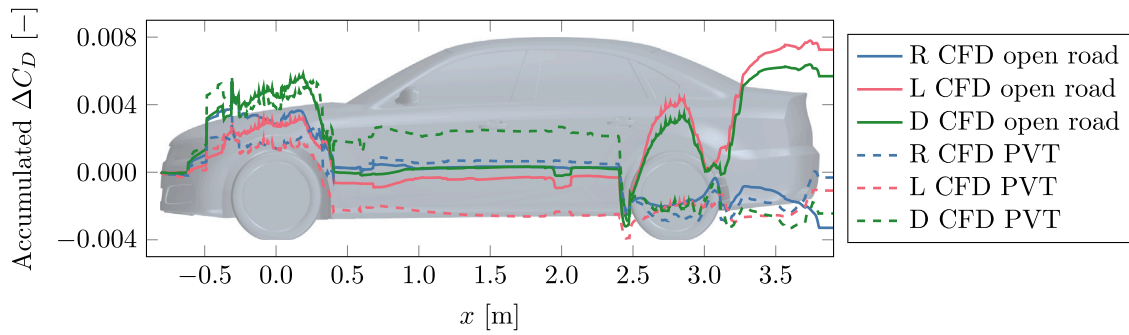 Accumulated ΔC_D [−]
0.008
0.004
0.000
−0.004
−0.5 0.0 0.5 1.0 1.5 2.0 2.5 3.0 3.5
x [m]
R CFD open road
L CFD open road
D CFD open road
R CFD PVT
L CFD PVT
D CFD PVT